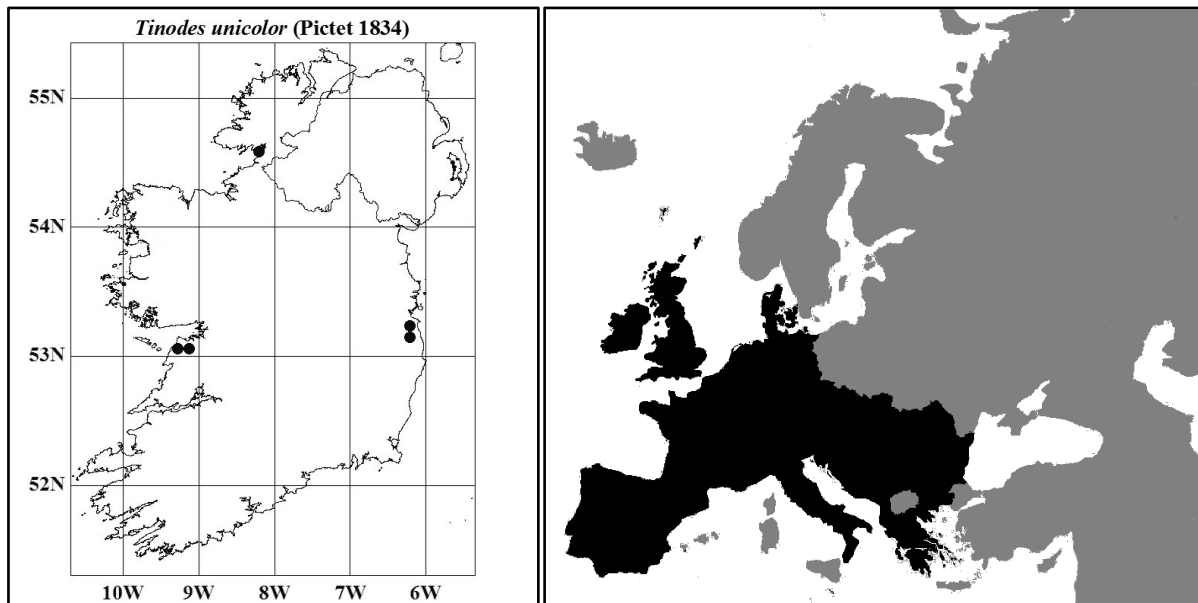 Tinodes unicolor (Pictet 1834)
55N
54N
53N
52N
10W 9W 8W 7W 6W